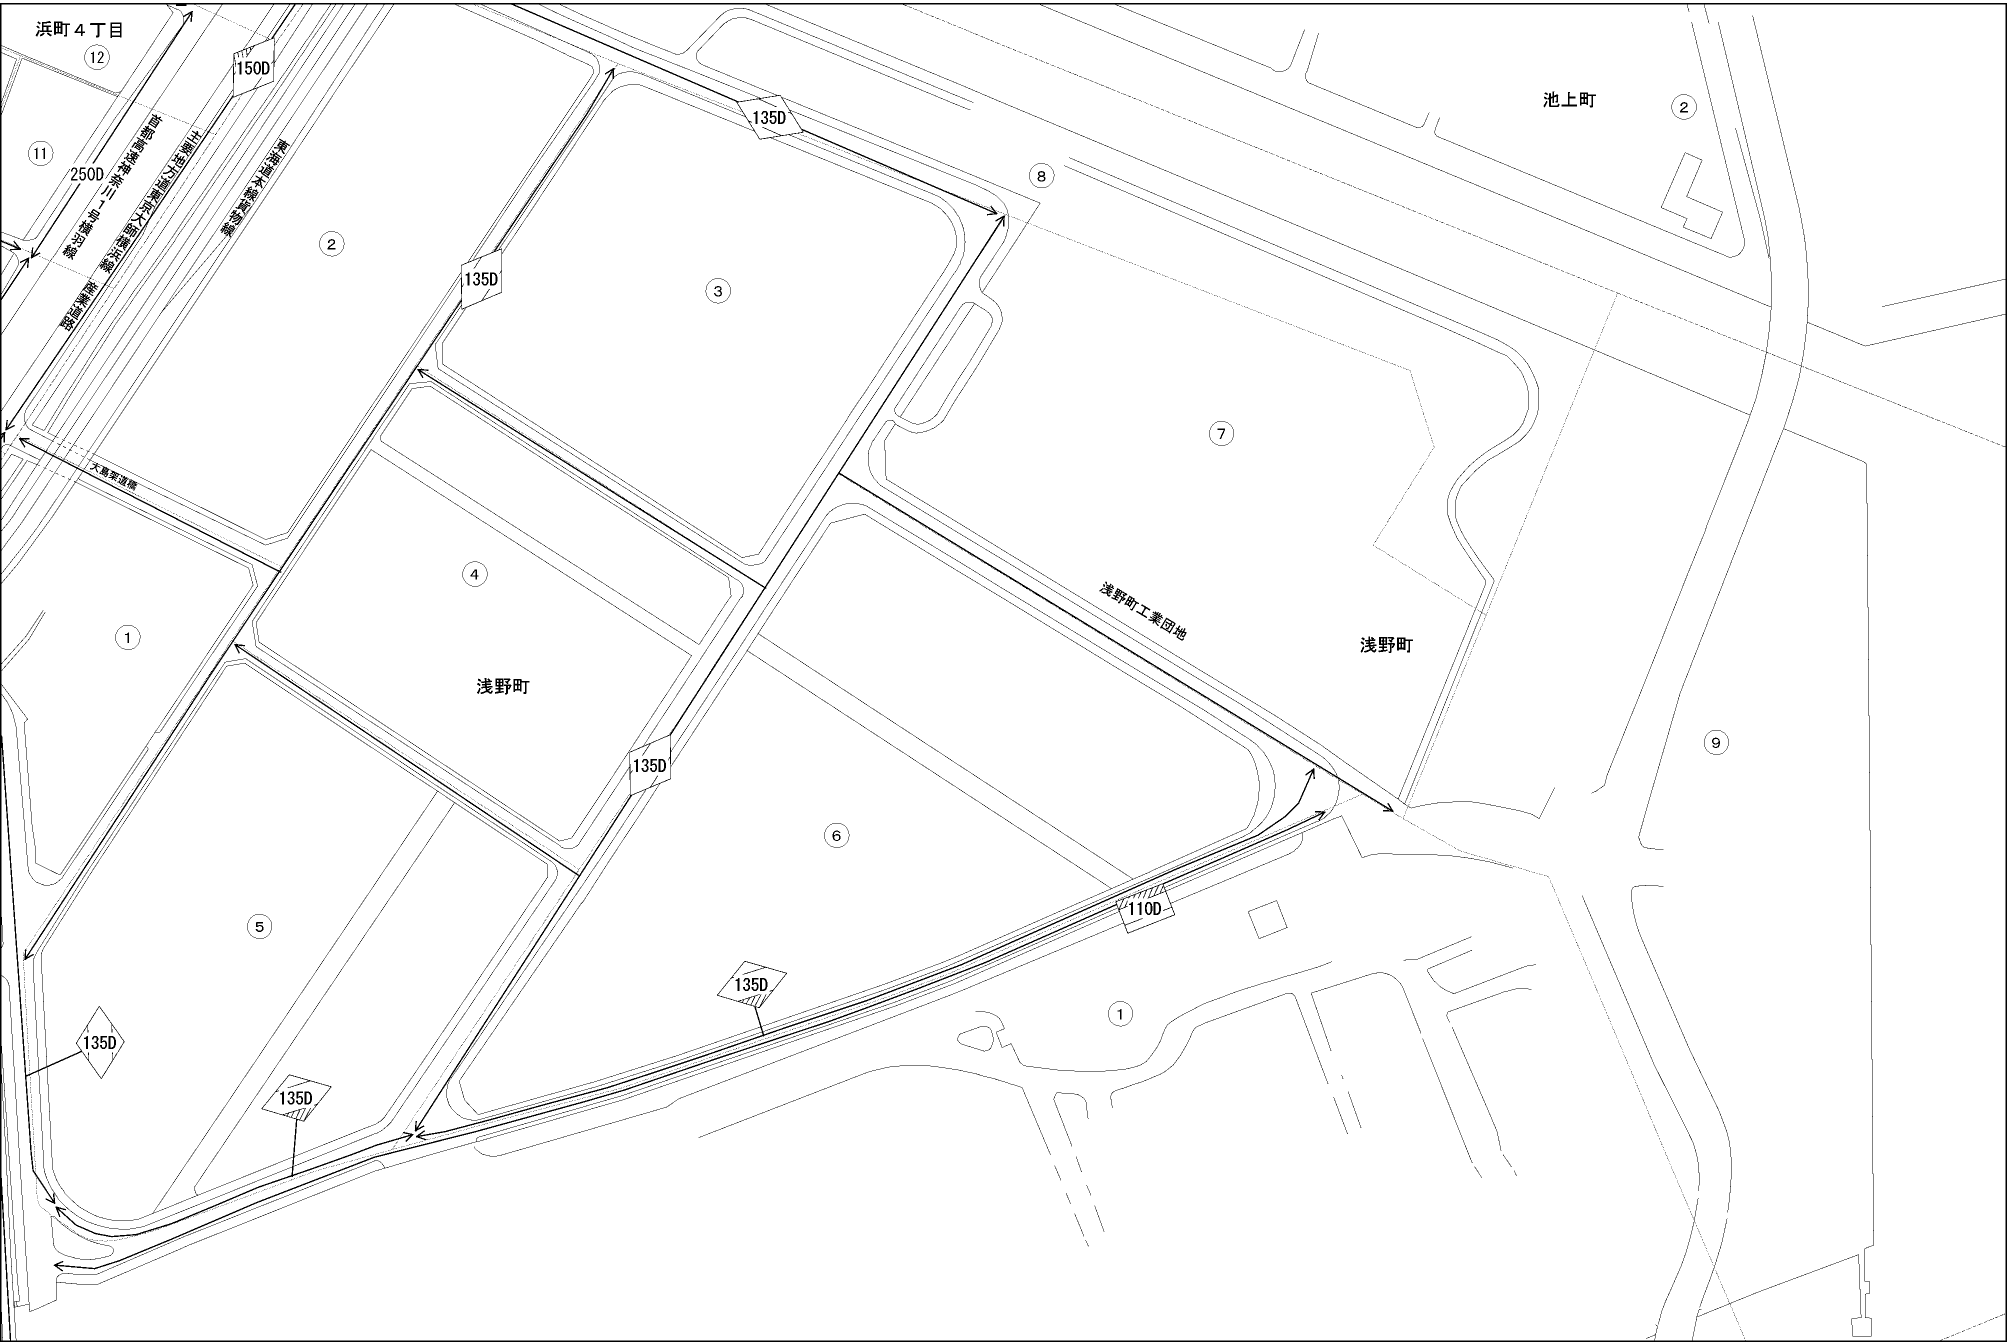 浜町４丁目
12
150D
135D
池上町
2
11
250D
首都高速神奈川１号横羽線
主要地方道東京大師横浜線
産業道路
東海道本線貨物線
8
2
135D
3
7
大島架道橋
4
浅野町工業団地
1
浅野町
浅野町
9
135D
6
110D
5
135D
1
135D
135D